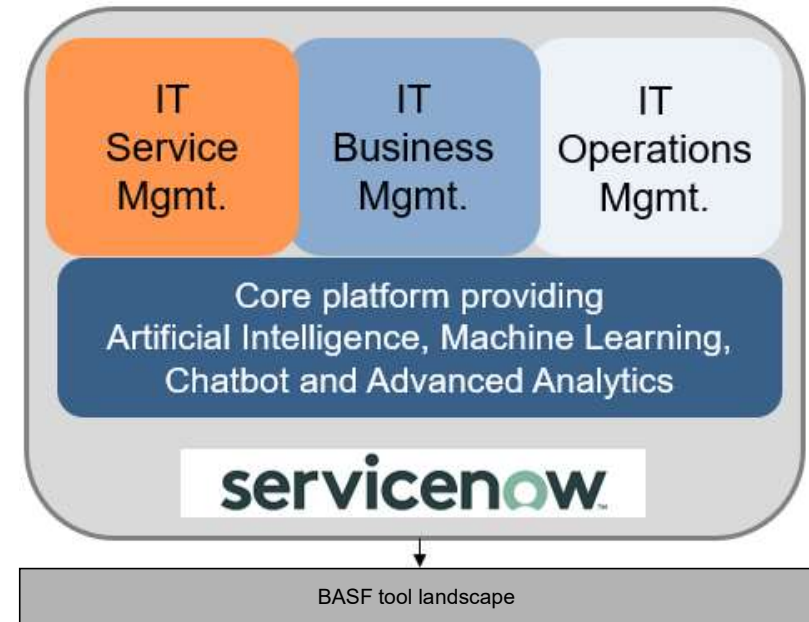 IT
Service
Mgmt.
IT
Business
Mgmt.
IT
Operations
Mgmt.
Core platform providing
Artificial Intelligence, Machine Learning,
Chatbot and Advanced Analytics
servicenow™
BASF tool landscape